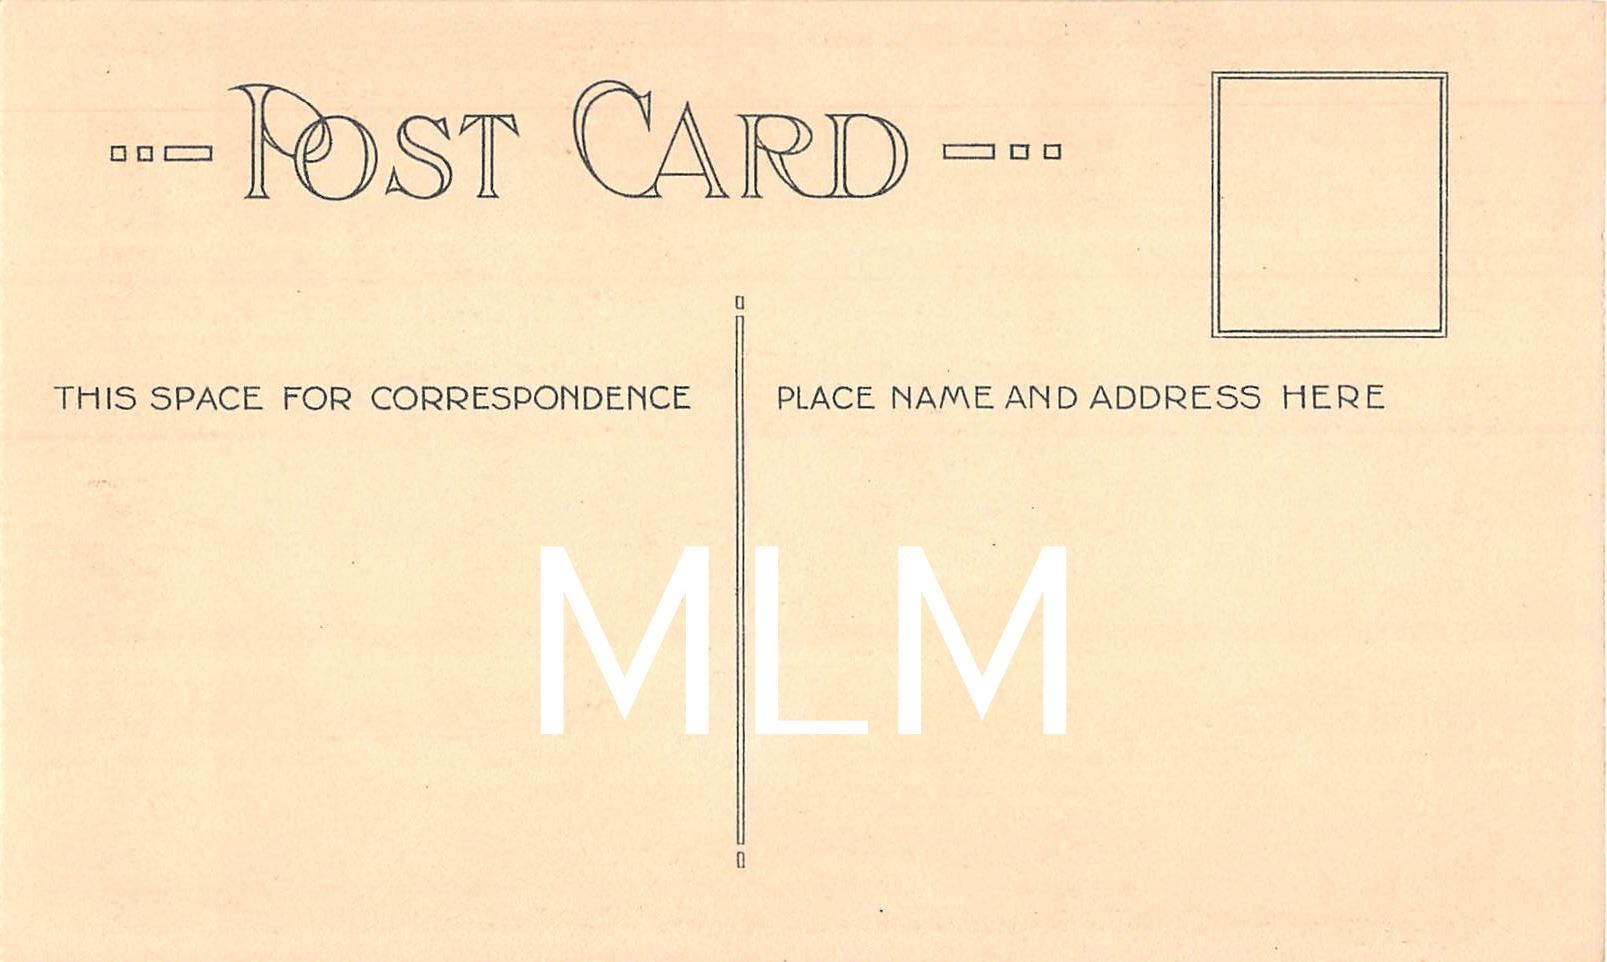 POST CARD
THIS SPACE FOR CORRESPONDENCE
PLACE NAME AND ADDRESS HERE
MLM